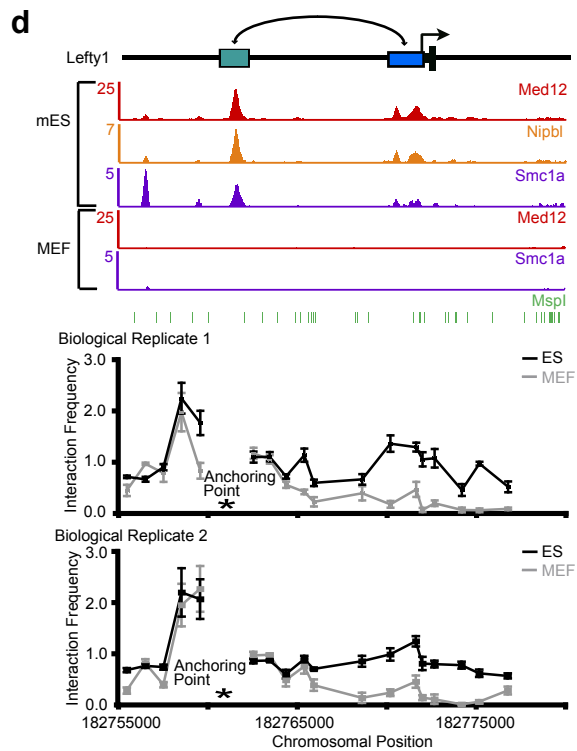 d
Lefty1
25
Med12
mES
7
Nipbl
5
Smc1a
25
Med12
MEF
5
Smc1a
MspI
Biological Replicate 1
3.0
ES
MEF
2.0
Interaction Frequency
1.0
Anchoring
Point
*
0.0
Biological Replicate 2
3.0
ES
MEF
2.0
Interaction Frequency
1.0
Anchoring
Point
*
0.0
182755000 182765000 182775000
Chromosomal Position